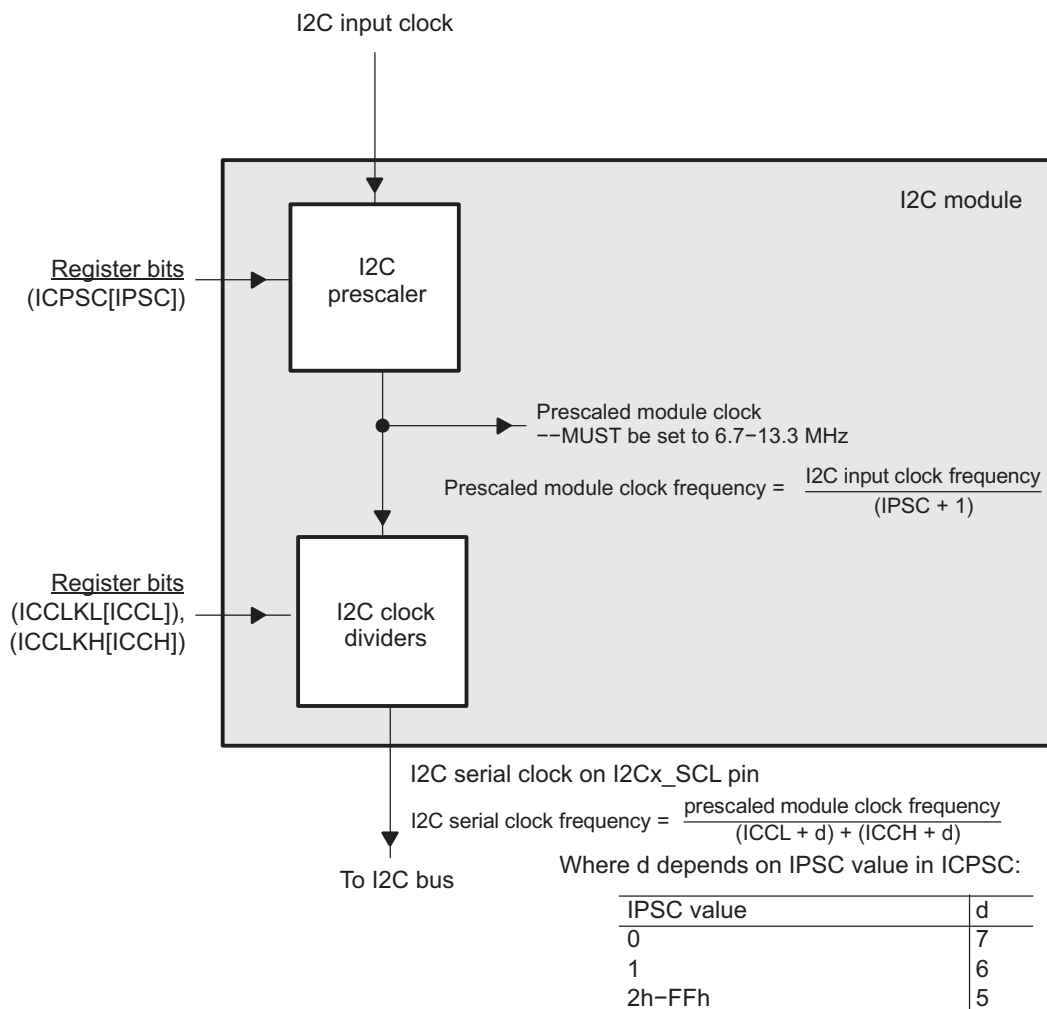 I2C input clock
I2C module
Register bits
(ICPSC[IPSC])
I2C
prescaler
Prescaled module clock
−−MUST be set to 6.7−13.3 MHz
Prescaled module clock frequency = I2C input clock frequency
(IPSC + 1)
Register bits
(ICCLKL[ICCL]),
(ICCLKH[ICCH])
I2C clock
dividers
I2C serial clock on I2Cx_SCL pin
I2C serial clock frequency = prescaled module clock frequency
(ICCL + d) + (ICCH + d)
To I2C bus
Where d depends on IPSC value in ICPSC:
IPSC value d
0 7
1 6
2h−FFh 5